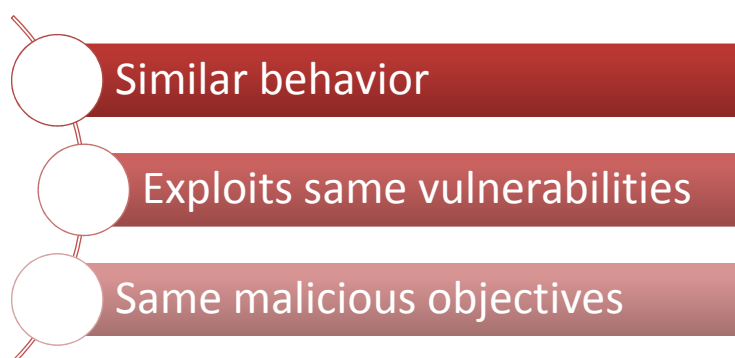 Similar behavior
Exploits same vulnerabilities
Same malicious objectives